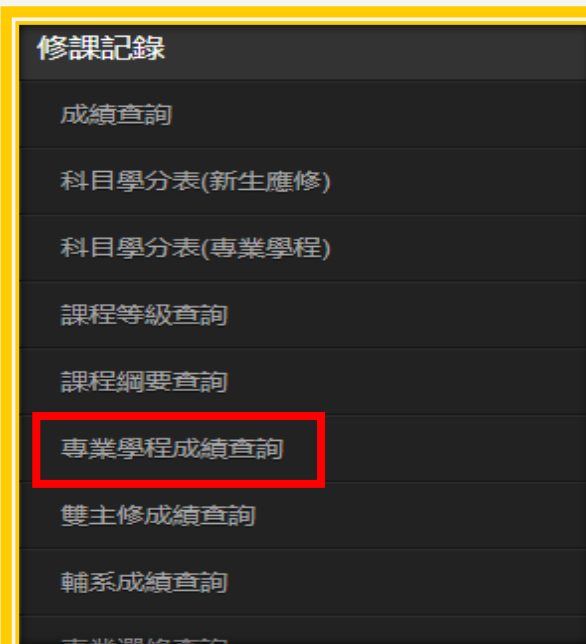 修課記錄
成績查詢
科目學分表(新生應修)
科目學分表(專業學程)
課程等級查詢
課程綱要查詢
專業學程成績查詢
雙主修成績查詢
輔系成績查詢